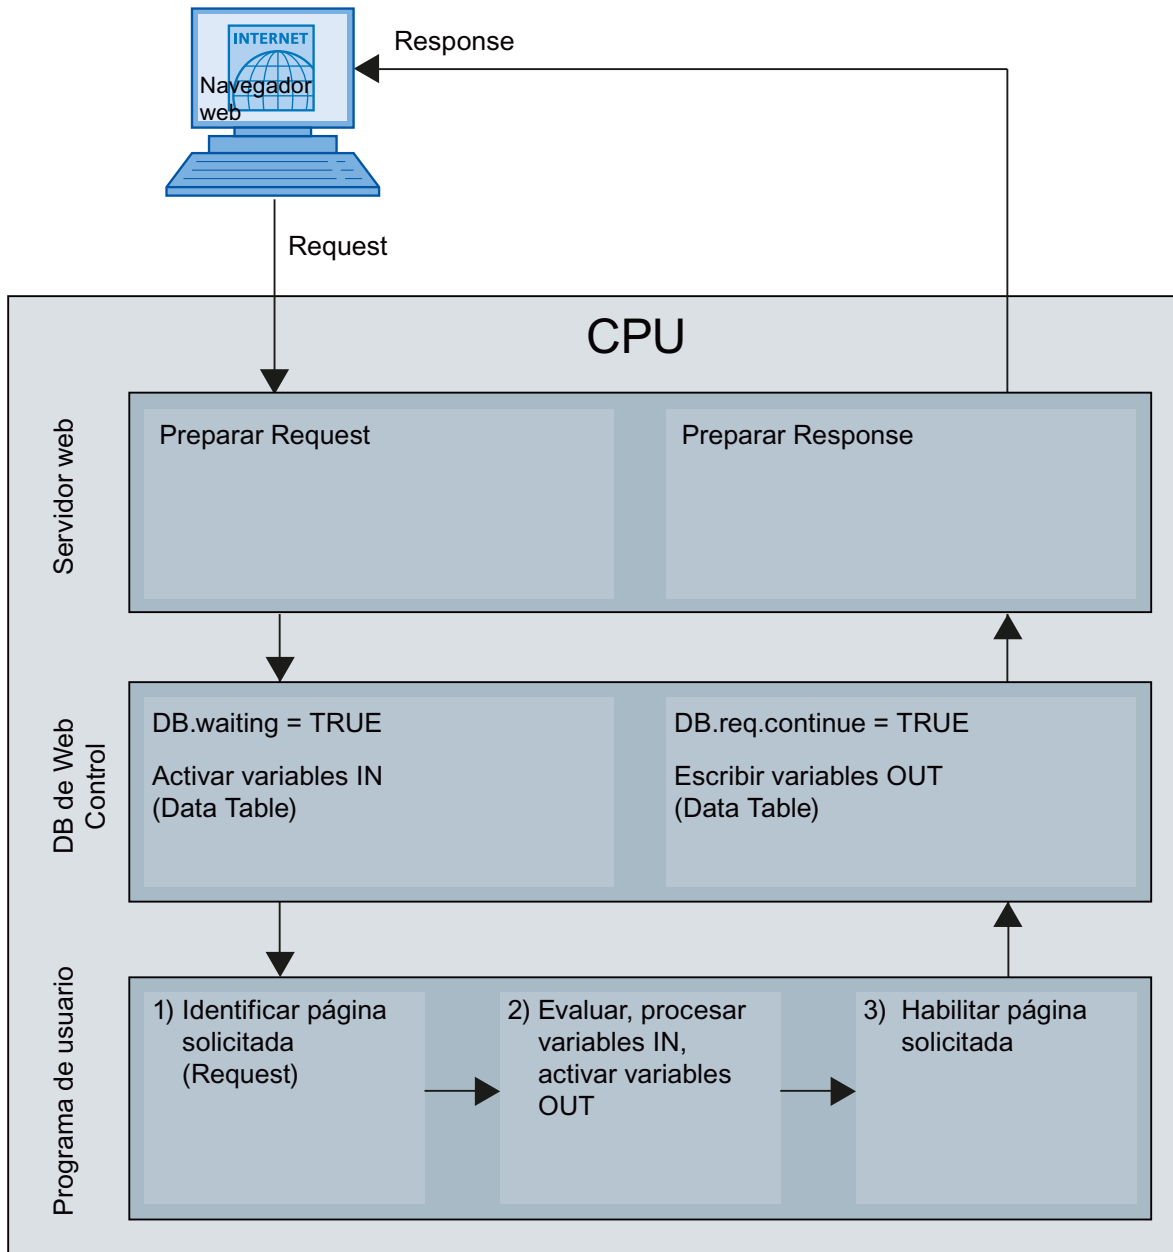 INTERNET
Navegador
web
Response
Request
CPU
Servidor web
Preparar Request
Preparar Response
DB de Web
Control
DB.waiting = TRUE
Activar variables IN
(Data Table)
DB.req.continue = TRUE
Escribir variables OUT
(Data Table)
Programa de usuario
1) Identificar página
solicitada
(Request)
2) Evaluar, procesar
variables IN,
activar variables
OUT
3) Habilitar página
solicitada